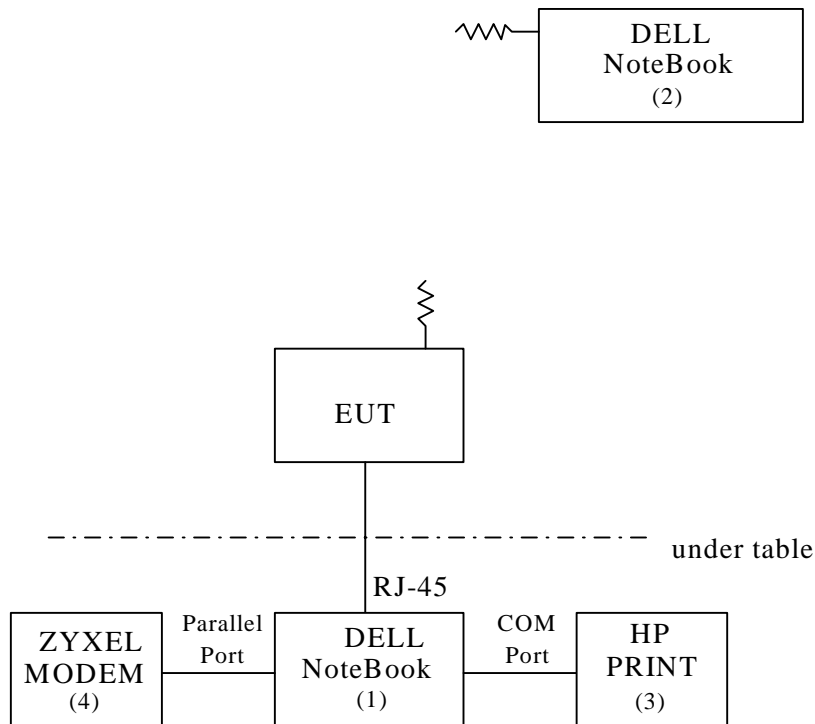 DELL
NoteBook
(2)
EUT
under table
RJ-45
ZYXEL
MODEM
(4)
Parallel
Port
DELL
NoteBook
(1)
COM
Port
HP
PRINT
(3)